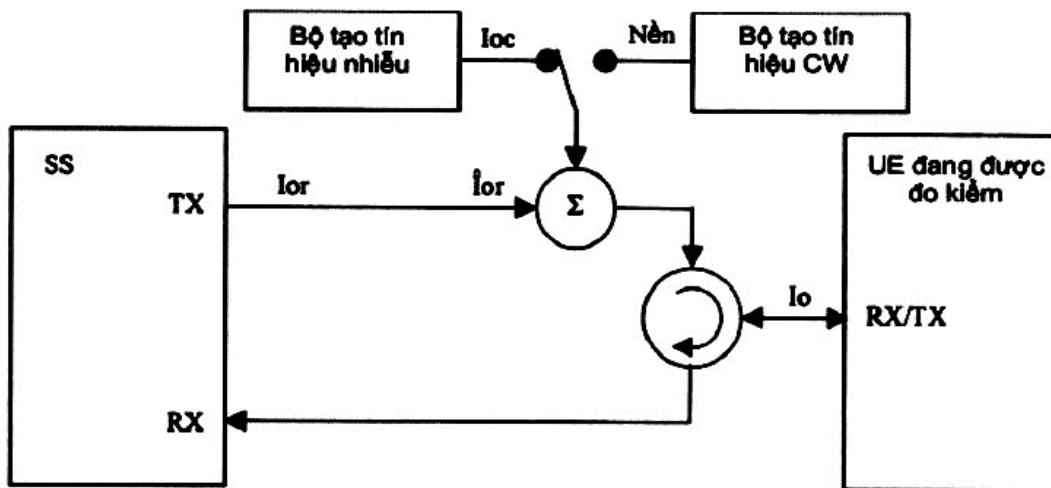 Bộ tạo tín
hiệu nhiễu
Ioc
Nền
Bộ tạo tín
hiệu CW
SS
TX
Ior
Îor
Σ
UE đang được
đo kiểm
Io
RX/TX
RX